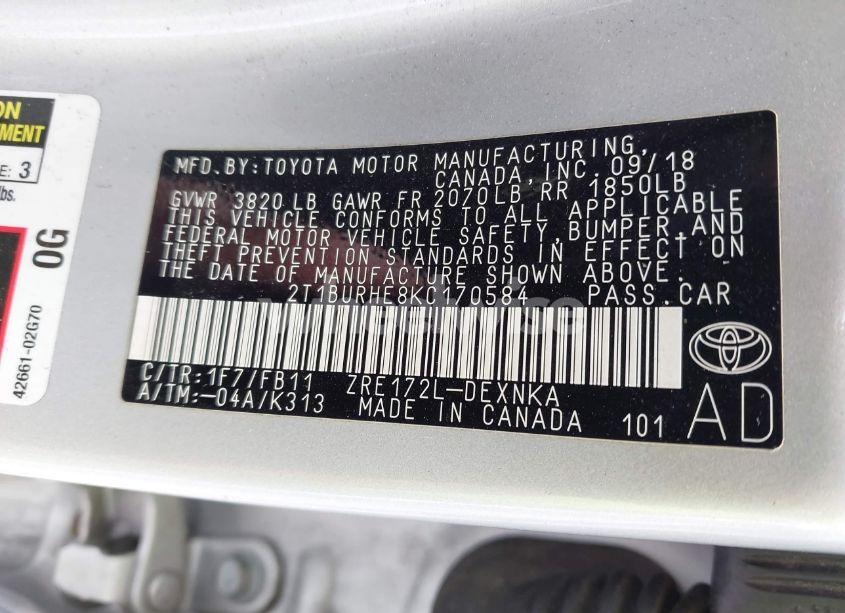 ON
TMENT
E: 3
lbs.
0G
42661-02G70
MFD. BY: TOYOTA MOTOR MANUFACTURING,
CANADA, INC. 09/18
GVWR 3820 LB GAWR FR 2070LB RR 1850LB
THIS VEHICLE CONFORMS TO ALL APPLICABLE
FEDERAL MOTOR VEHICLE SAFETY, BUMPER, AND
THEFT PREVENTION STANDARDS IN EFFECT ON
THE DATE OF MANUFACTURE SHOWN ABOVE.
2T1BURHE8KC170584 PASS. CAR
C/TR: 1F7/FB11 ZRE172L-DEXNKA
A/TM: -04A/K313 MADE IN CANADA 101
AD